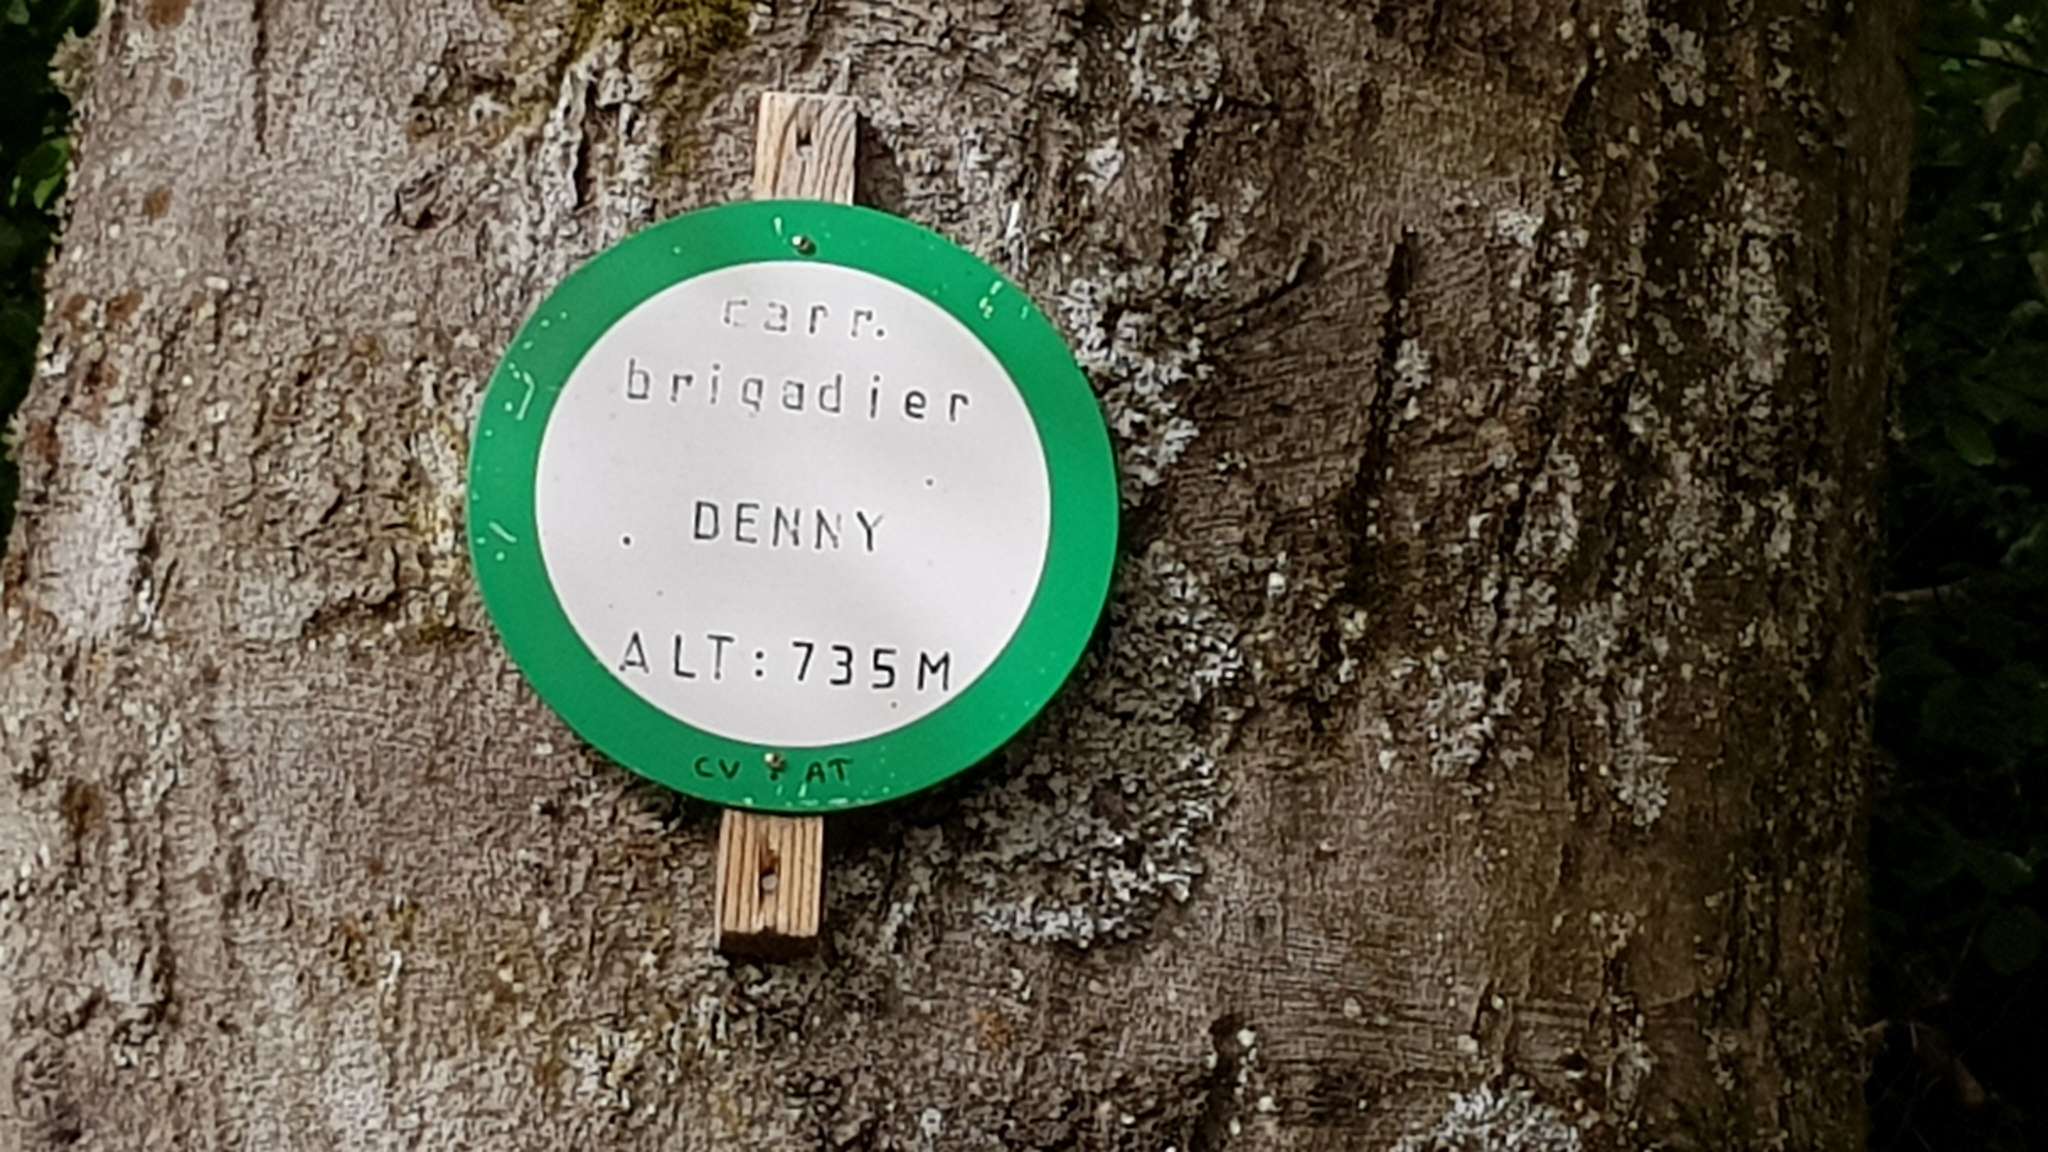 carr.
brigadier
DENNY
ALT: 735M
CV + AT